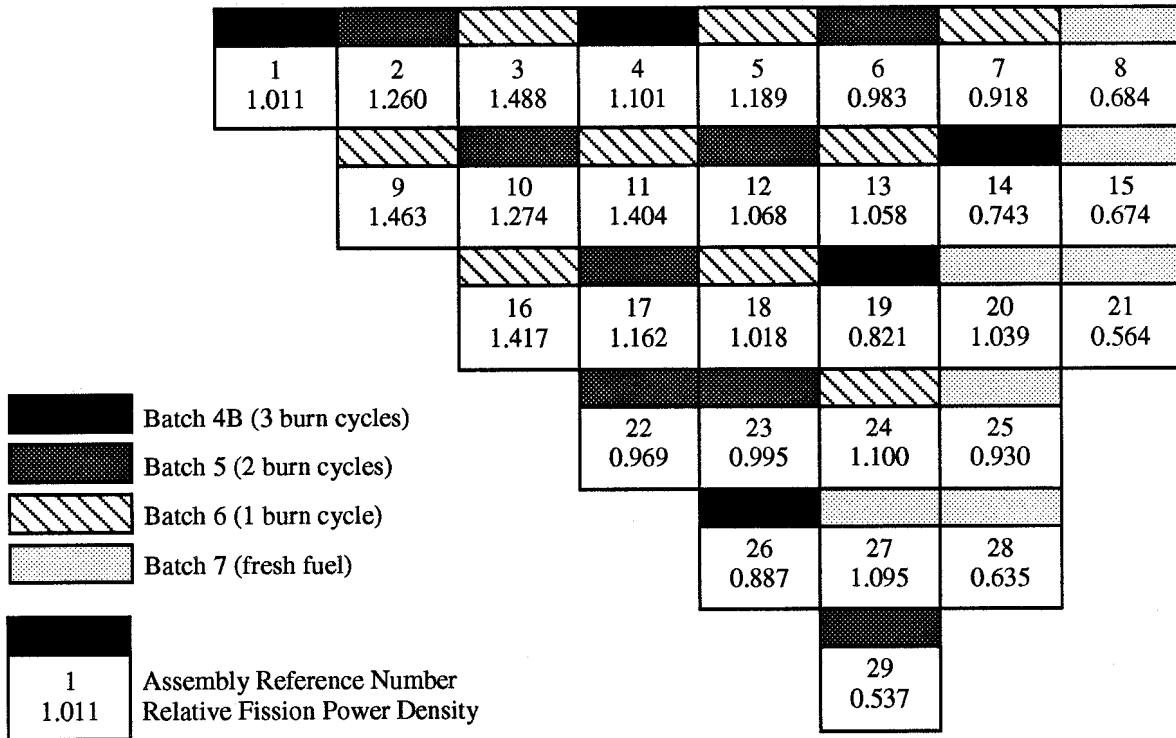 1 2 3 4 5 6 7 8
1.011 1.260 1.488 1.101 1.189 0.983 0.918 0.684
9 10 11 12 13 14 15
1.463 1.274 1.404 1.068 1.058 0.743 0.674
16 17 18 19 20 21
1.417 1.162 1.018 0.821 1.039 0.564
Batch 4B (3 burn cycles)
22 23 24 25
0.969 0.995 1.100 0.930
Batch 5 (2 burn cycles)
Batch 6 (1 burn cycle)
Batch 7 (fresh fuel)
26 27 28
0.887 1.095 0.635
29
0.537
1 Assembly Reference Number
1.011 Relative Fission Power Density